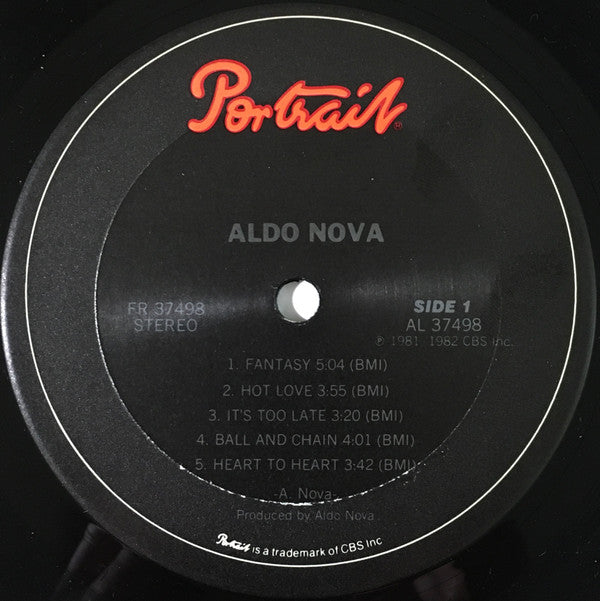 Portrait®
ALDO NOVA
FR 37498
STEREO
SIDE 1
AL 37498
℗ 1981 1982 CBS Inc.
1. FANTASY 5:04 (BMI)
2. HOT LOVE 3:55 (BMI)
3. IT'S TOO LATE 3:20 (BMI)
4. BALL AND CHAIN 4:01 (BMI)
5. HEART TO HEART 3:42 (BMI)
-A. Nova-
Produced by Aldo Nova
Portrait is a trademark of CBS Inc